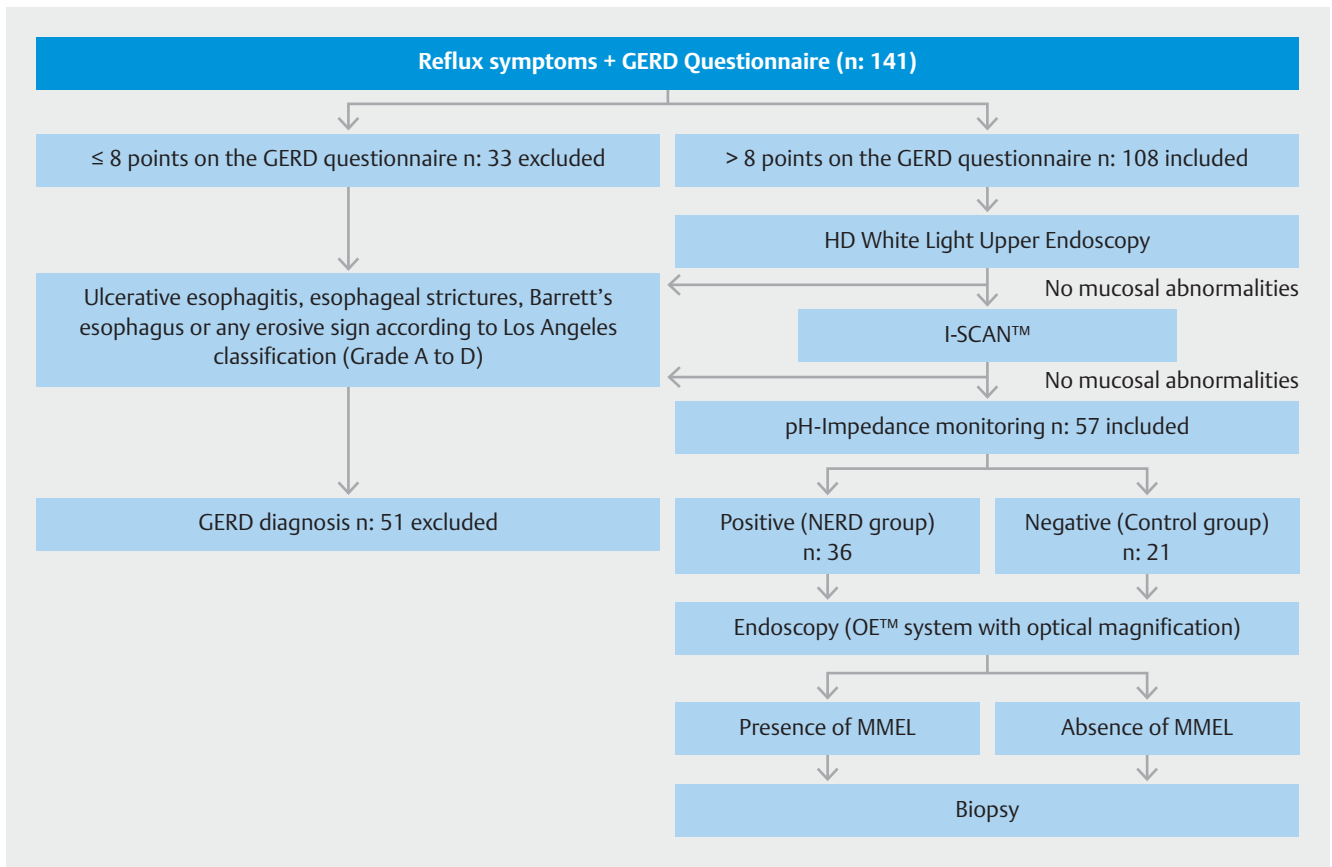 Reflux symptoms + GERD Questionnaire (n: 141)
≤ 8 points on the GERD questionnaire n: 33 excluded
> 8 points on the GERD questionnaire n: 108 included
HD White Light Upper Endoscopy
No mucosal abnormalities
Ulcerative esophagitis, esophageal strictures, Barrett’s
esophagus or any erosive sign according to Los Angeles
classification (Grade A to D)
I-SCAN™
No mucosal abnormalities
pH-Impedance monitoring n: 57 included
GERD diagnosis n: 51 excluded
Positive (NERD group)
n: 36
Negative (Control group)
n: 21
Endoscopy (OE™ system with optical magnification)
Presence of MMEL
Absence of MMEL
Biopsy